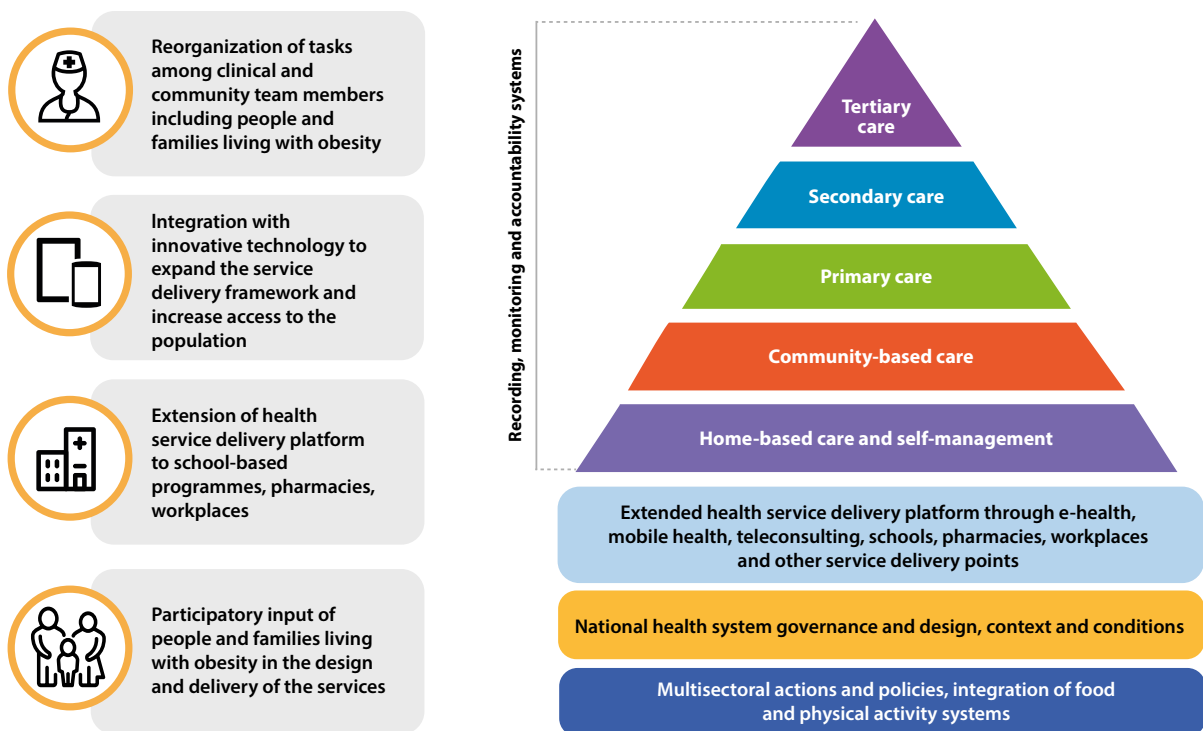 Reorganization of tasks
among clinical and
community team members
including people and
families living with obesity
Integration with
innovative technology to
expand the service
delivery framework and
increase access to the
population
Extension of health
service delivery platform
to school-based
programmes, pharmacies,
workplaces
Participatory input of
people and families living
with obesity in the design
and delivery of the services
Recording, monitoring and accountability systems
Tertiary
care
Secondary care
Primary care
Community-based care
Home-based care and self-management
Extended health service delivery platform through e-health,
mobile health, teleconsulting, schools, pharmacies, workplaces
and other service delivery points
National health system governance and design, context and conditions
Multisectoral actions and policies, integration of food
and physical activity systems